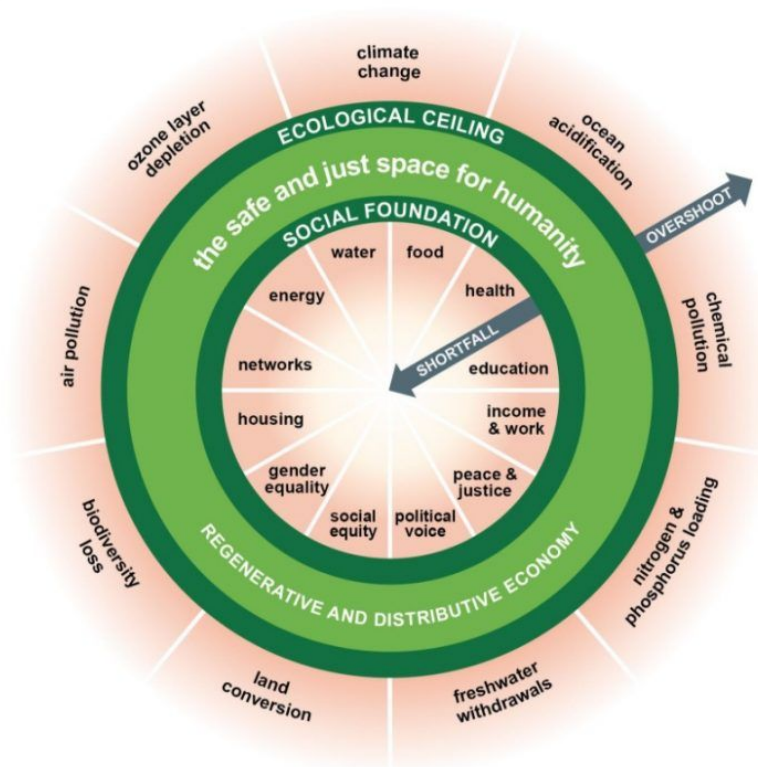 climate
change
ocean
acidification
chemical
pollution
nitrogen &
phosphorus loading
freshwater
withdrawals
land
conversion
biodiversity
loss
air pollution
ozone layer
depletion
OVERSHOOT
ECOLOGICAL CEILING
the safe and just space for humanity
SOCIAL FOUNDATION
water
food
health
SHORTFALL
education
income
& work
peace &
justice
political
voice
social
equity
gender
equality
housing
networks
energy
REGENERATIVE AND DISTRIBUTIVE ECONOMY